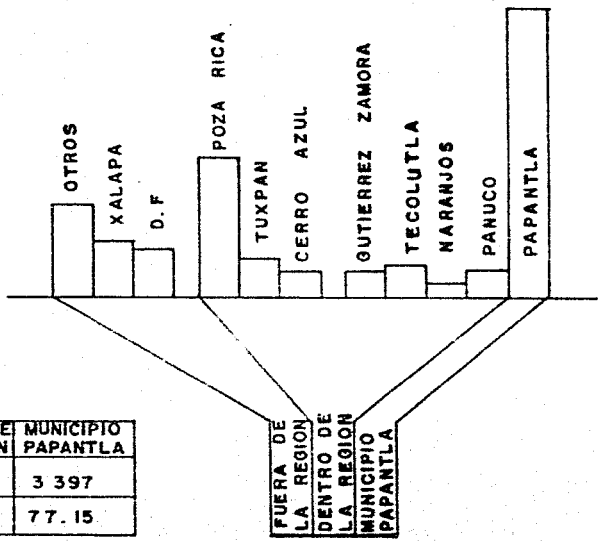 OTROS
XALAPA
D.F
POZA RICA
TUXPAN
CERRO AZUL
GUTIERREZ ZAMORA
TECOLUTLA
NARANJOS
PANUCO
PAPANTLA
E MUNICIPIO
N PAPANTLA
3 397
77.15
FUERA DE
LA REGION
DENTRO DE
LA REGION
MUNICIPIO
PAPANTLA